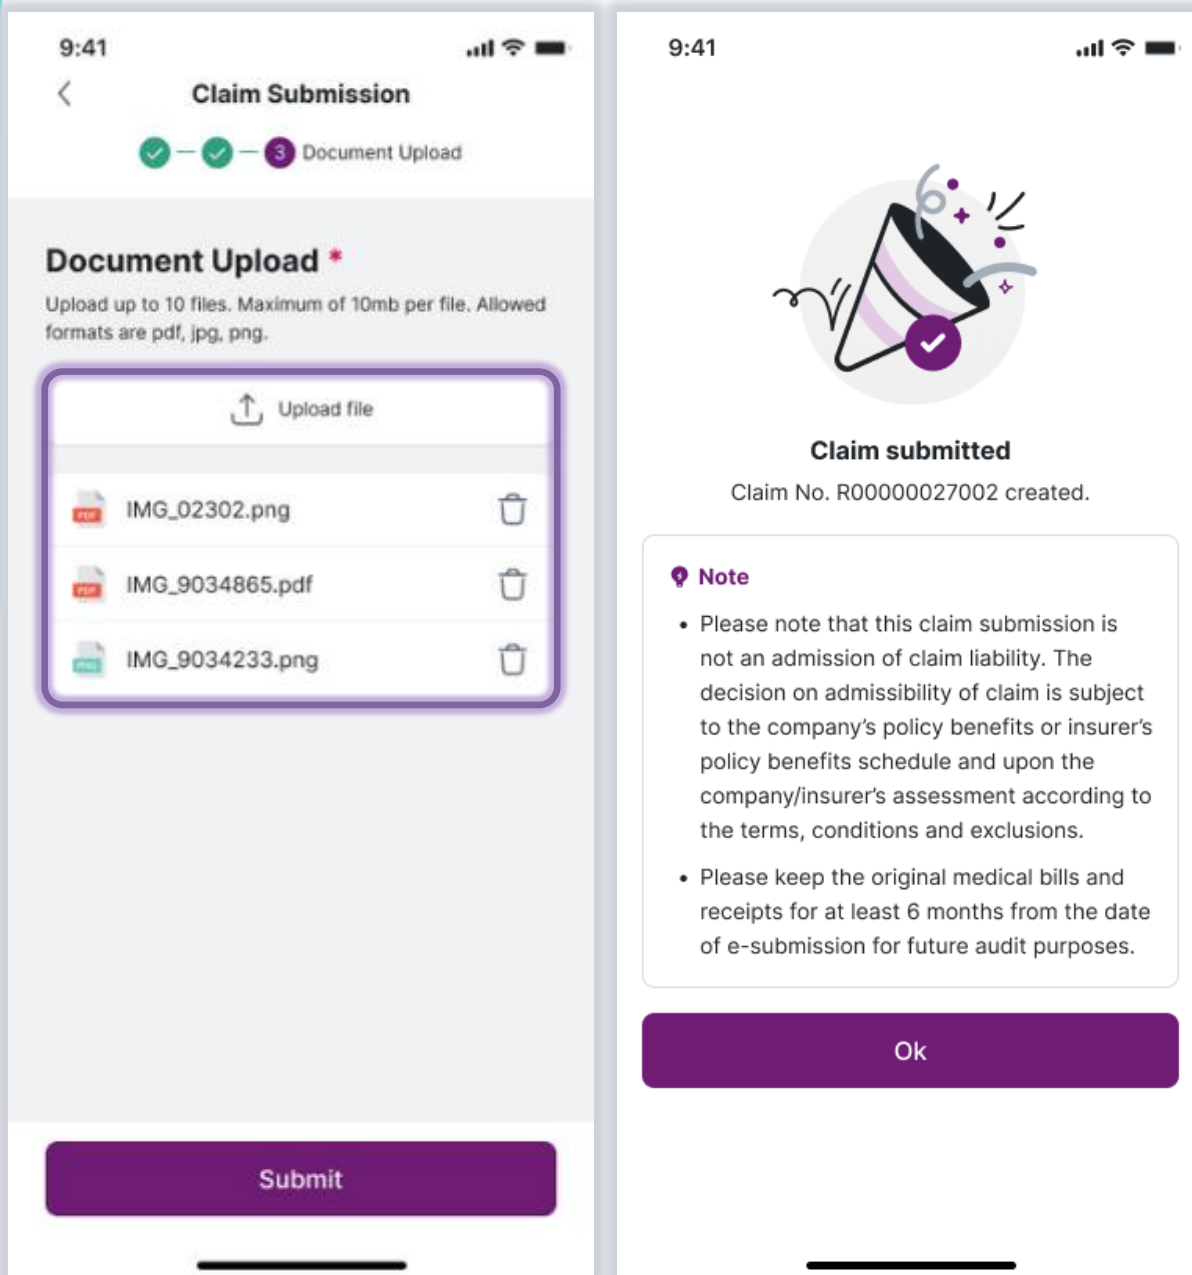 9:41
Claim Submission
3 Document Upload
Document Upload *
Upload up to 10 files. Maximum of 10mb per file. Allowed
formats are pdf, jpg, png.
Upload file
PDF IMG_02302.png
PDF IMG_9034865.pdf
PNG IMG_9034233.png
Submit
9:41
Claim submitted
Claim No. R00000027002 created.
Note
• Please note that this claim submission is
not an admission of claim liability. The
decision on admissibility of claim is subject
to the company’s policy benefits or insurer’s
policy benefits schedule and upon the
company/insurer’s assessment according to
the terms, conditions and exclusions.
• Please keep the original medical bills and
receipts for at least 6 months from the date
of e-submission for future audit purposes.
Ok